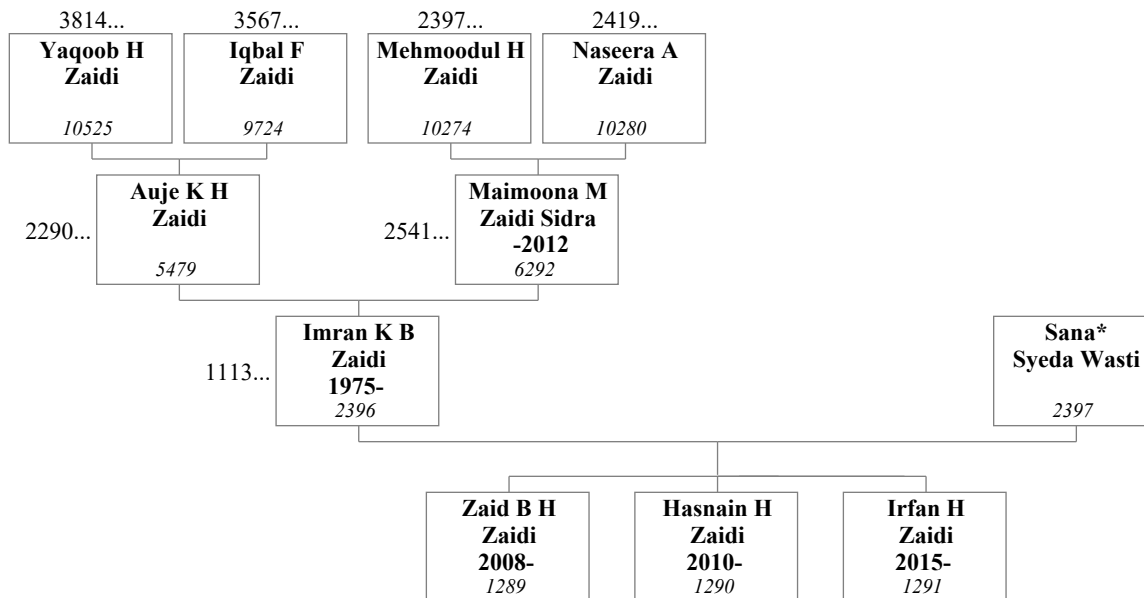 3814... 3567... 2397... 2419...
Yaqoob H Iqbal F Mehmoodul H Naseera A
Zaidi Zaidi Zaidi Zaidi
10525 9724 10274 10280
Auje K H Maimoona M
Zaidi Zaidi Sidra
2290... 2541... -2012
5479 6292
Imran K B Sana*
Zaidi Syeda Wasti
1113... 1975-
2396 2397
Zaid B H Hasnain H Irfan H
Zaidi Zaidi Zaidi
2008- 2010- 2015-
1289 1290 1291